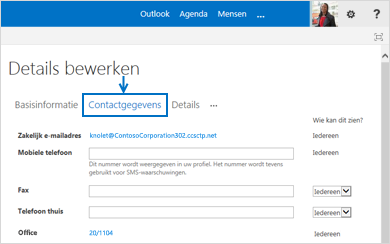 Outlook Agenda Mensen ...
?
Details bewerken
Basisinformatie Contactgegevens Details ...
Wie kan dit zien?
Zakelijk e-mailadres knolet@ContosoCorporation302.ccsctp.net Iedereen
Mobiele telefoon Iedereen
Dit nummer wordt weergegeven in uw profiel. Het nummer wordt tevens
gebruikt voor SMS-waarschuwingen.
Fax Iedereen
Telefoon thuis Iedereen
Office 20/1104 Iedereen